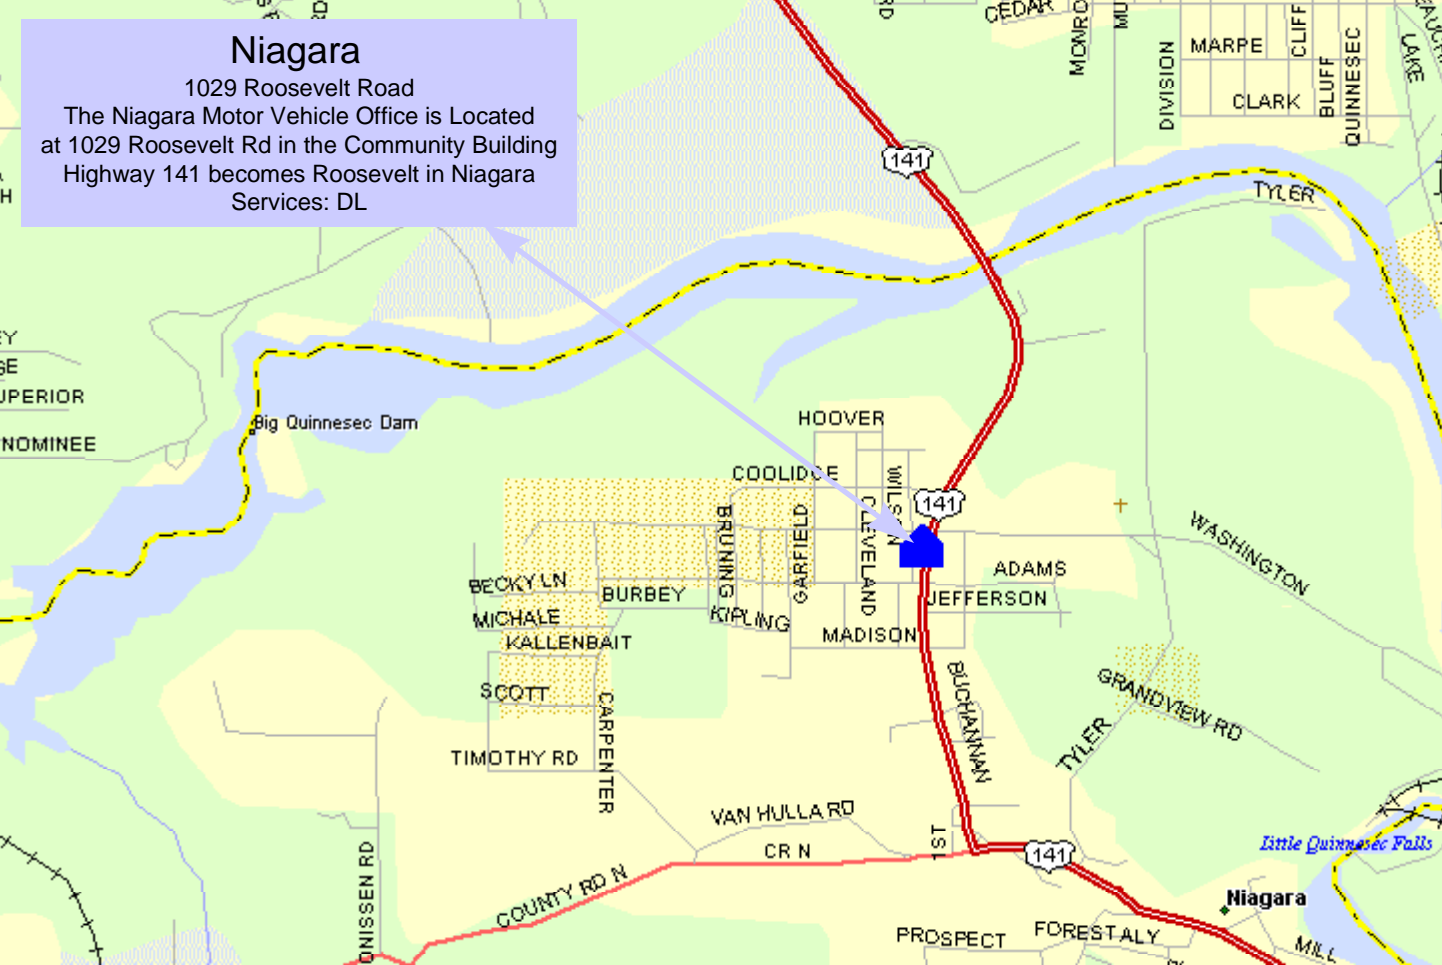 Niagara
1029 Roosevelt Road
The Niagara Motor Vehicle Office is Located
at 1029 Roosevelt Rd in the Community Building
Highway 141 becomes Roosevelt in Niagara
Services: DL
RD
CEDAR
MARPE
CLIFF
LAKE
DIVISION
CLARK
BLUFF
QUINNESEC
141
TYLER
UPERIOR
NOMINEE
Big Quinnesec Dam
HOOVER
COOLIDGE
WILSON
141
BRUNING
GARFIELD
CLEVELAND
WASHINGTON
ADAMS
BECKY LN
BURBEY
JEFFERSON
MICHALE
KIPLING
MADISON
KALLENBAIT
SCOTT
CARPENTER
BUCHANNAN
GRANDVIEW RD
TYLER
TIMOTHY RD
VAN HULLA RD
1ST
CR N
141
Little Quinnesec Falls
ONISSEN RD
COUNTY RD N
Niagara
PROSPECT
FOREST ALY
MILL